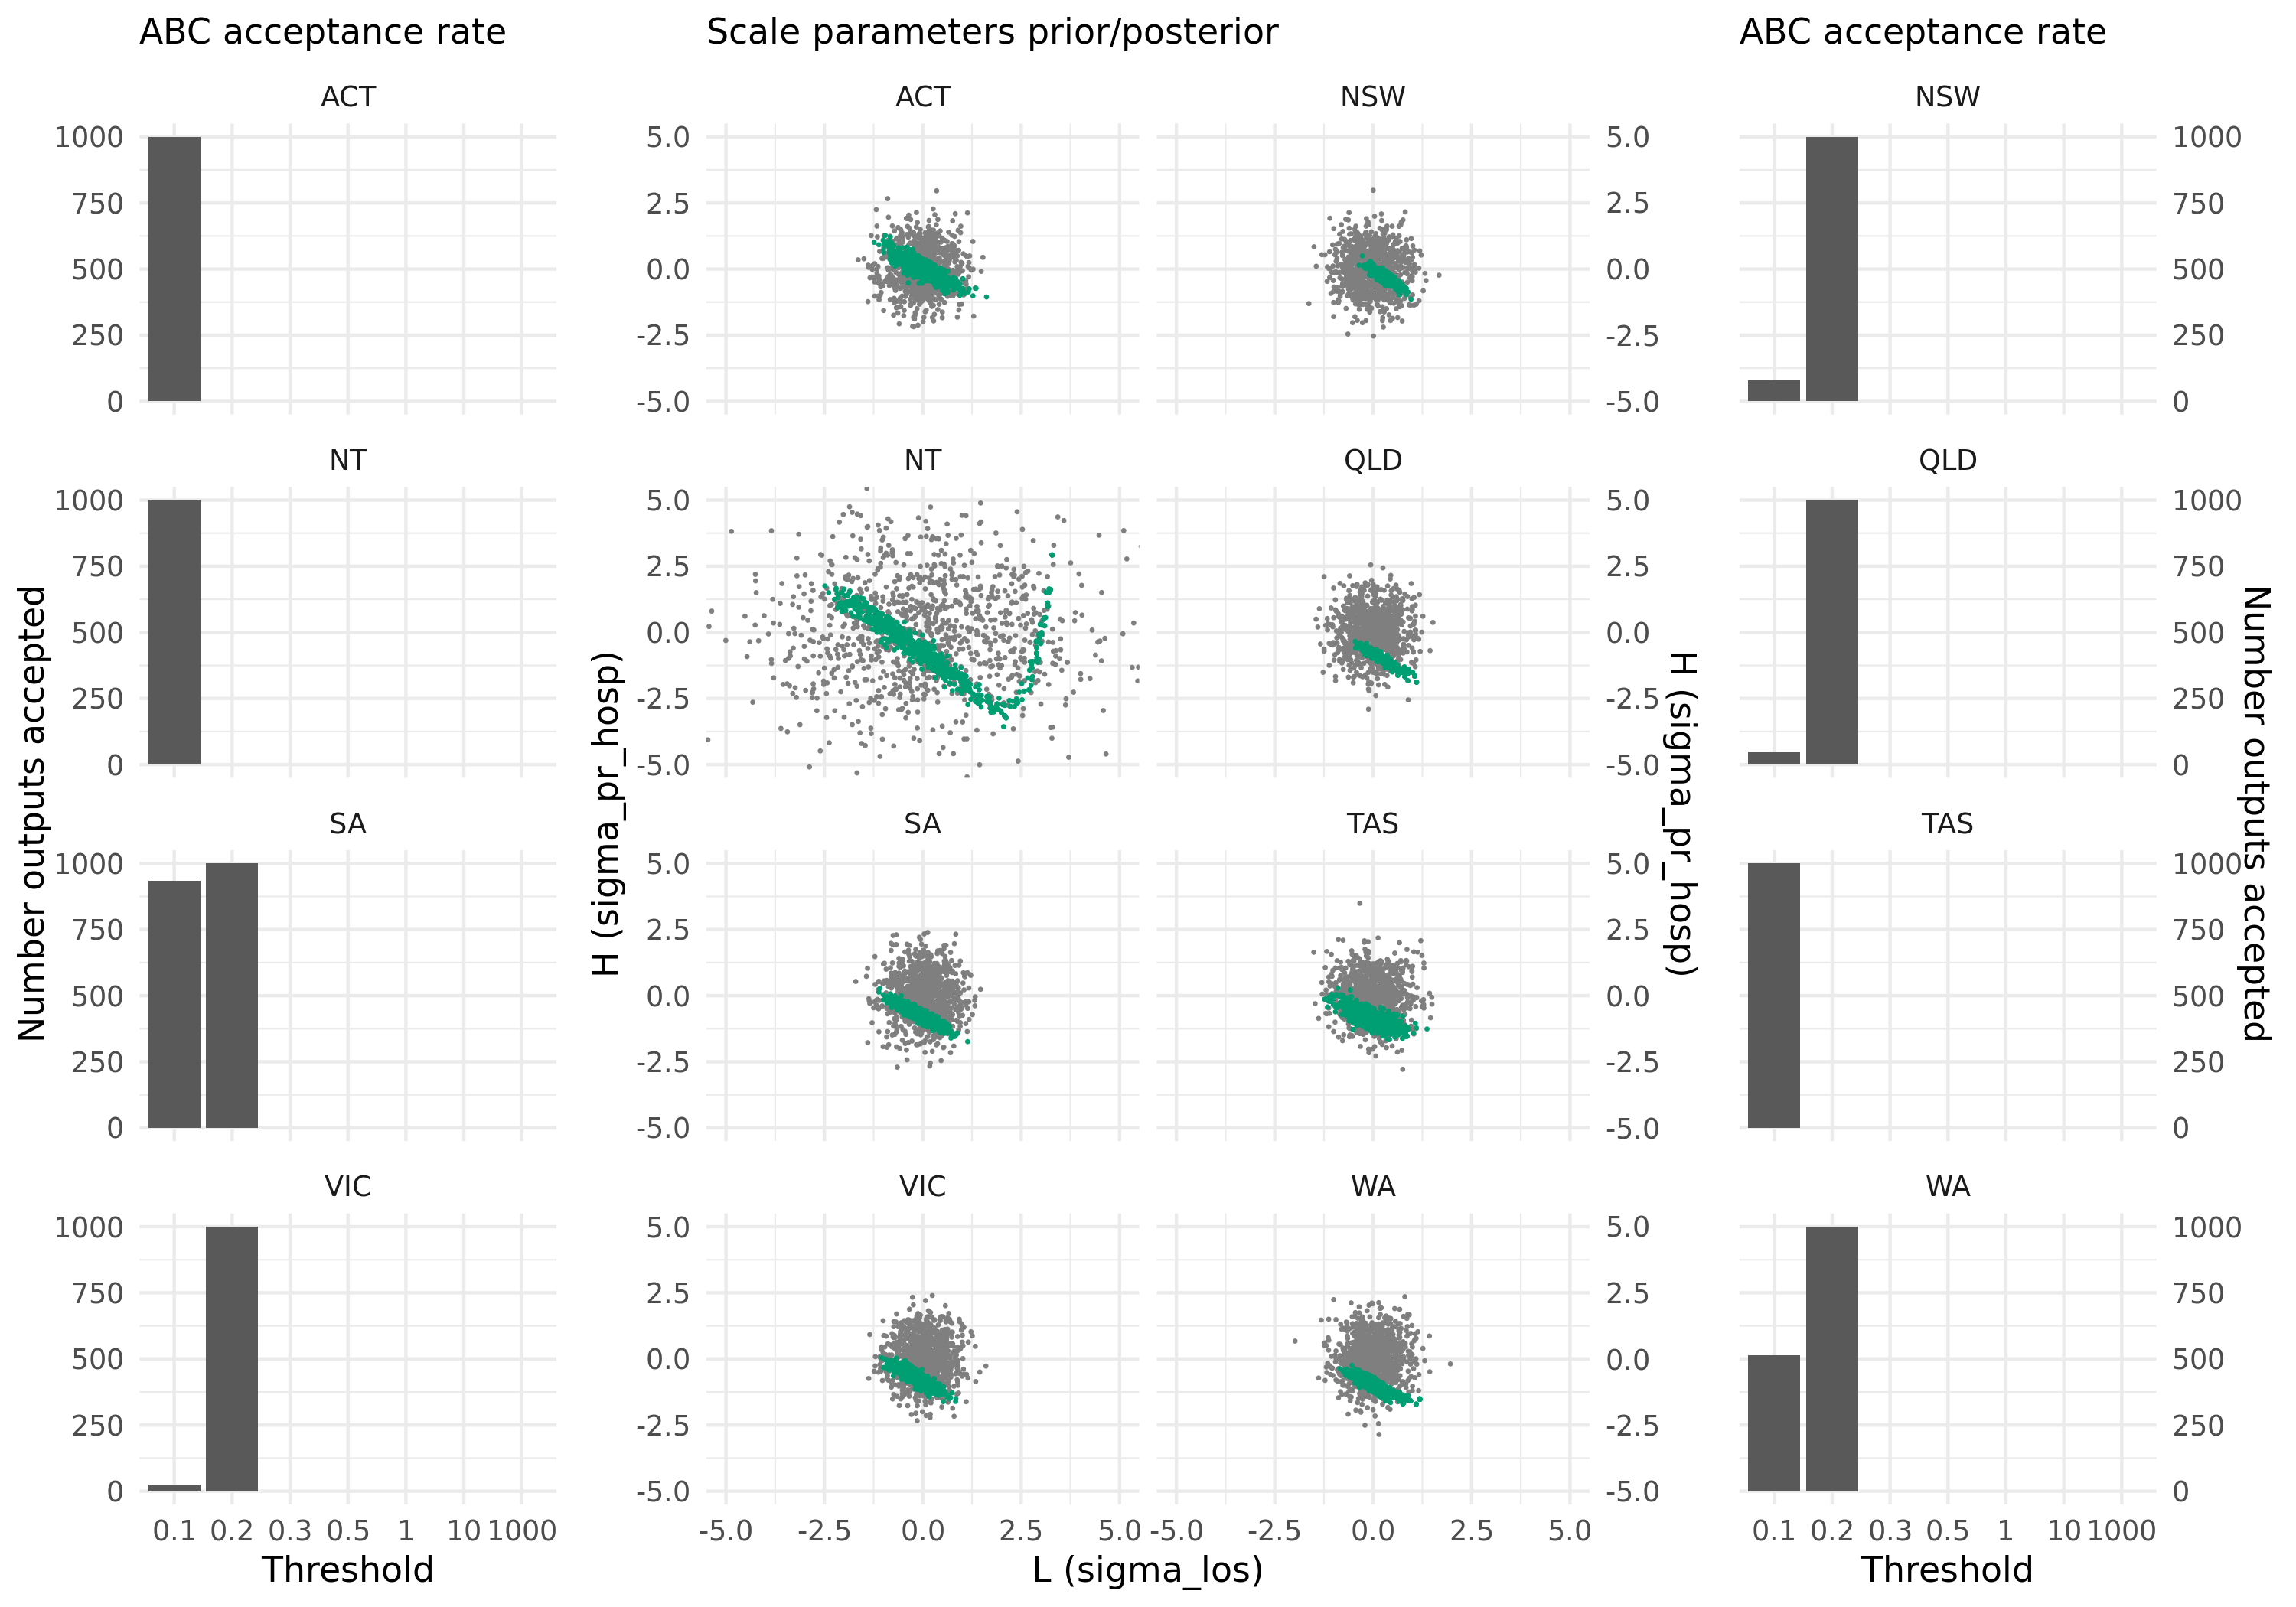 ABC acceptance rate Scale parameters prior/posterior ABC acceptance rate
ACT ACT NSW NSW
1000 5.0 5.0 1000
750 2.5 2.5 750
500 0.0 0.0 500
250 -2.5 -2.5 250
0 -5.0 -5.0 0
NT NT QLD QLD
1000 5.0 5.0 1000
750 2.5 2.5 750
500 0.0 0.0 500
250 -2.5 -2.5 250
0 -5.0 -5.0 0
SA SA TAS TAS
1000 5.0 5.0 1000
750 2.5 2.5 750
500 0.0 0.0 500
250 -2.5 -2.5 250
0 -5.0 -5.0 0
VIC VIC WA WA
1000 5.0 5.0 1000
750 2.5 2.5 750
500 0.0 0.0 500
250 -2.5 -2.5 250
0 -5.0 -5.0 0
0.1 0.2 0.3 0.5 1 10 1000 -5.0 -2.5 0.0 2.5 5.0 -5.0 -2.5 0.0 2.5 5.0 0.1 0.2 0.3 0.5 1 10 1000
Threshold L (sigma_los) Threshold
Number outputs accepted
H (sigma_pr_hosp)
H (sigma_pr_hosp)
Number outputs accepted